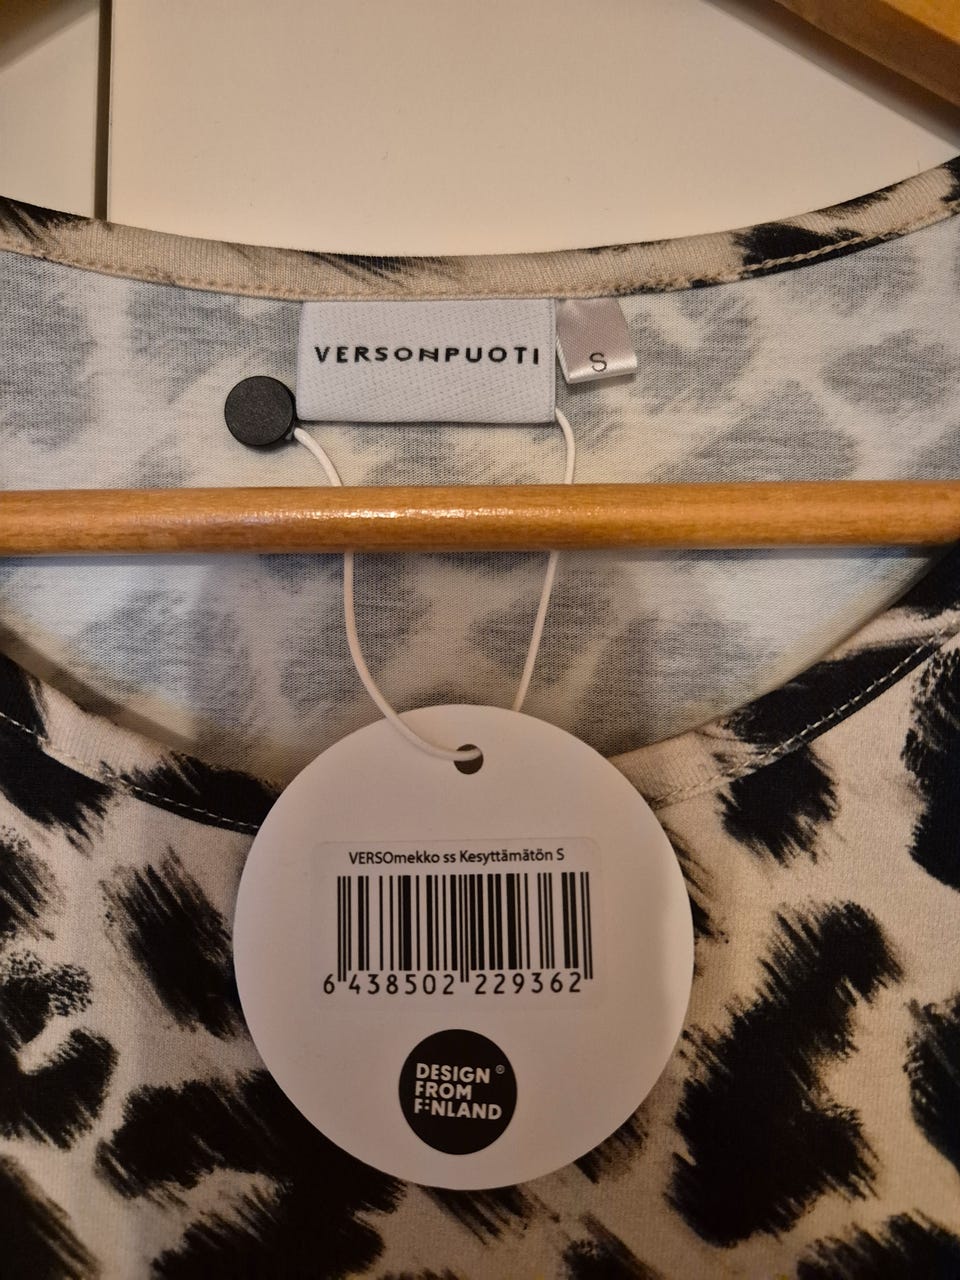 VERSONPUOTI
S
VERSOmekko ss Kesyttämätön S
6 438502 229362
DESIGN ®
FROM
FINLAND